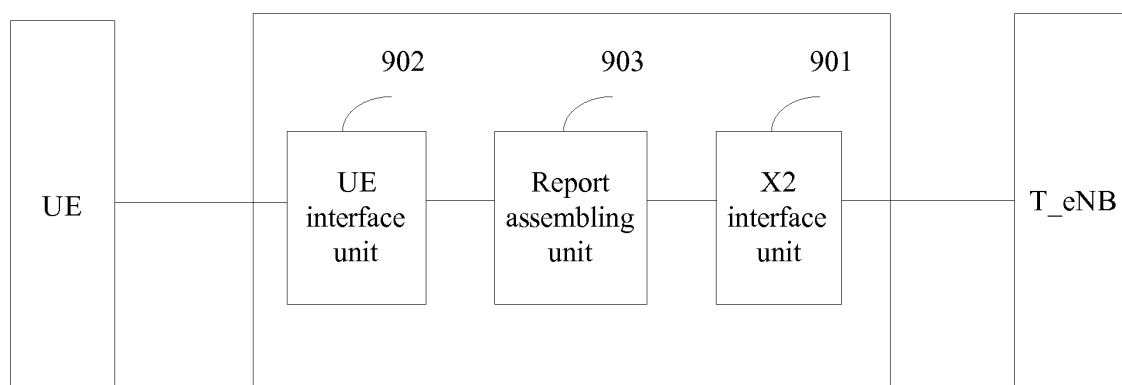 902
903
901
UE
UE
interface
unit
Report
assembling
unit
X2
interface
unit
T_eNB